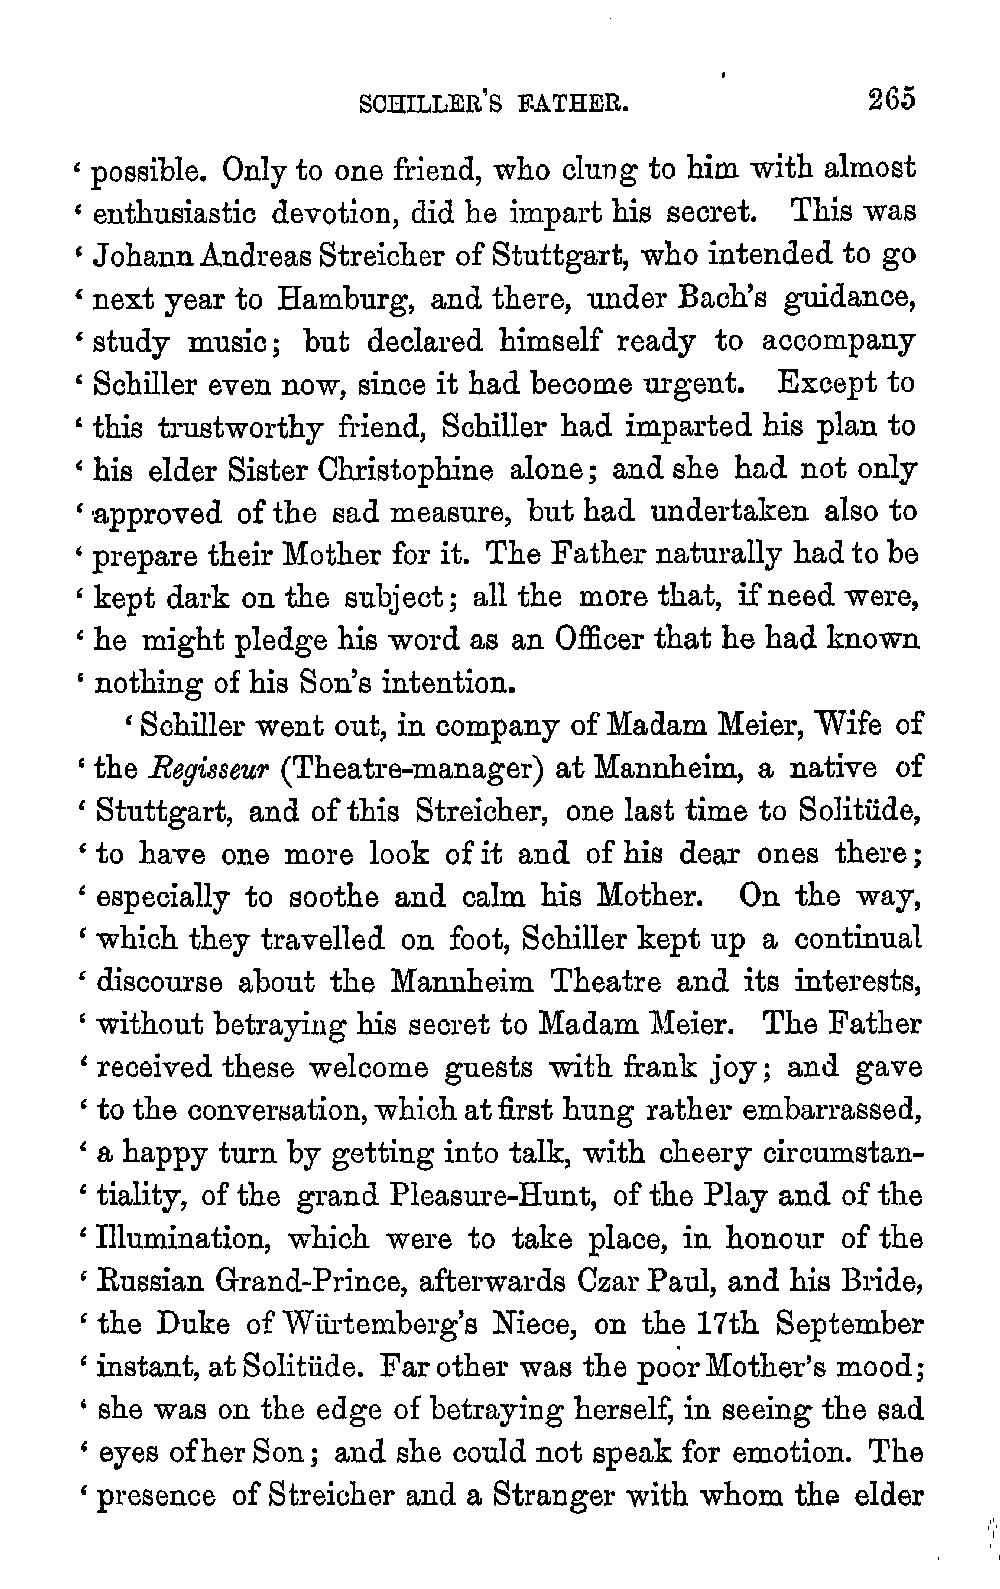 SCHILLER'S FATHER. 265
‘ possible. Only to one friend, who clung to him with almost
‘ enthusiastic devotion, did he impart his secret. This was
‘ Johann Andreas Streicher of Stuttgart, who intended to go
‘ next year to Hamburg, and there, under Bach's guidance,
‘ study music; but declared himself ready to accompany
‘ Schiller even now, since it had become urgent. Except to
‘ this trustworthy friend, Schiller had imparted his plan to
‘ his elder Sister Christophine alone; and she had not only
‘ approved of the sad measure, but had undertaken also to
‘ prepare their Mother for it. The Father naturally had to be
‘ kept dark on the subject; all the more that, if need were,
‘ he might pledge his word as an Officer that he had known
‘ nothing of his Son's intention.
‘ Schiller went out, in company of Madam Meier, Wife of
‘ the Regisseur (Theatre-manager) at Mannheim, a native of
‘ Stuttgart, and of this Streicher, one last time to Solitüde,
‘ to have one more look of it and of his dear ones there;
‘ especially to soothe and calm his Mother. On the way,
‘ which they travelled on foot, Schiller kept up a continual
‘ discourse about the Mannheim Theatre and its interests,
‘ without betraying his secret to Madam Meier. The Father
‘ received these welcome guests with frank joy; and gave
‘ to the conversation, which at first hung rather embarrassed,
‘ a happy turn by getting into talk, with cheery circumstan-
‘ tiality, of the grand Pleasure-Hunt, of the Play and of the
‘ Illumination, which were to take place, in honour of the
‘ Russian Grand-Prince, afterwards Czar Paul, and his Bride,
‘ the Duke of Würtemberg's Niece, on the 17th September
‘ instant, at Solitüde. Far other was the poor Mother's mood;
‘ she was on the edge of betraying herself, in seeing the sad
‘ eyes of her Son; and she could not speak for emotion. The
‘ presence of Streicher and a Stranger with whom the elder